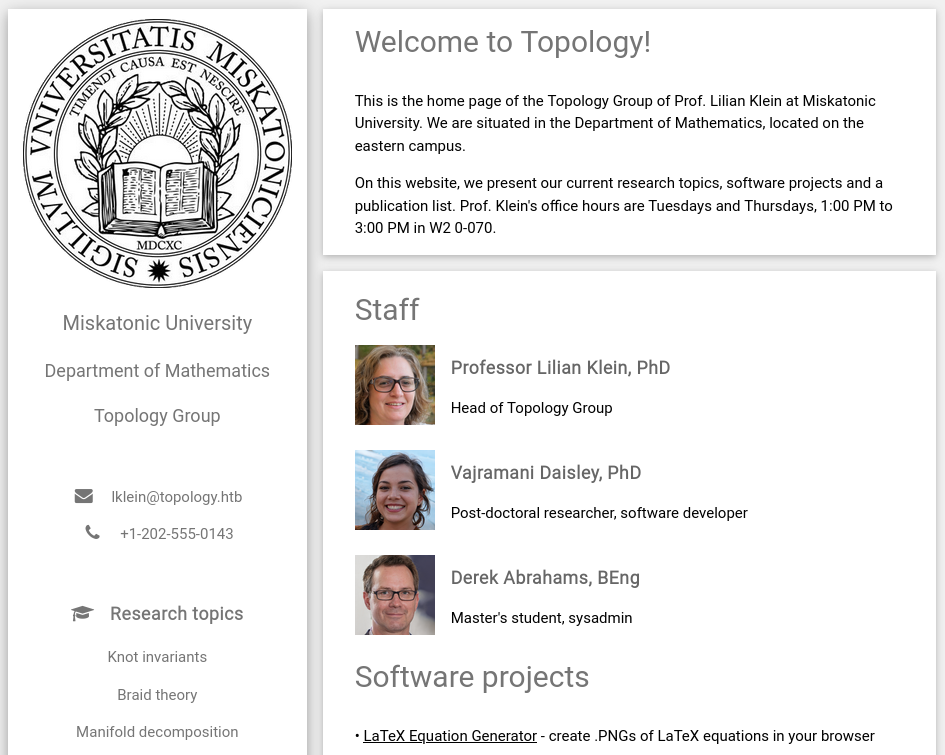 SIGILLVM VNIVERSITATIS MISKATONICIENSIS
TIMENDI CAUSA EST NESCIRE
MDCXC
Miskatonic University
Department of Mathematics
Topology Group
lklein@topology.htb
+1-202-555-0143
Research topics
Knot invariants
Braid theory
Manifold decomposition
Welcome to Topology!
This is the home page of the Topology Group of Prof. Lilian Klein at Miskatonic
University. We are situated in the Department of Mathematics, located on the
eastern campus.
On this website, we present our current research topics, software projects and a
publication list. Prof. Klein's office hours are Tuesdays and Thursdays, 1:00 PM to
3:00 PM in W2 0-070.
Staff
Professor Lilian Klein, PhD
Head of Topology Group
Vajramani Daisley, PhD
Post-doctoral researcher, software developer
Derek Abrahams, BEng
Master's student, sysadmin
Software projects
• LaTeX Equation Generator - create .PNGs of LaTeX equations in your browser